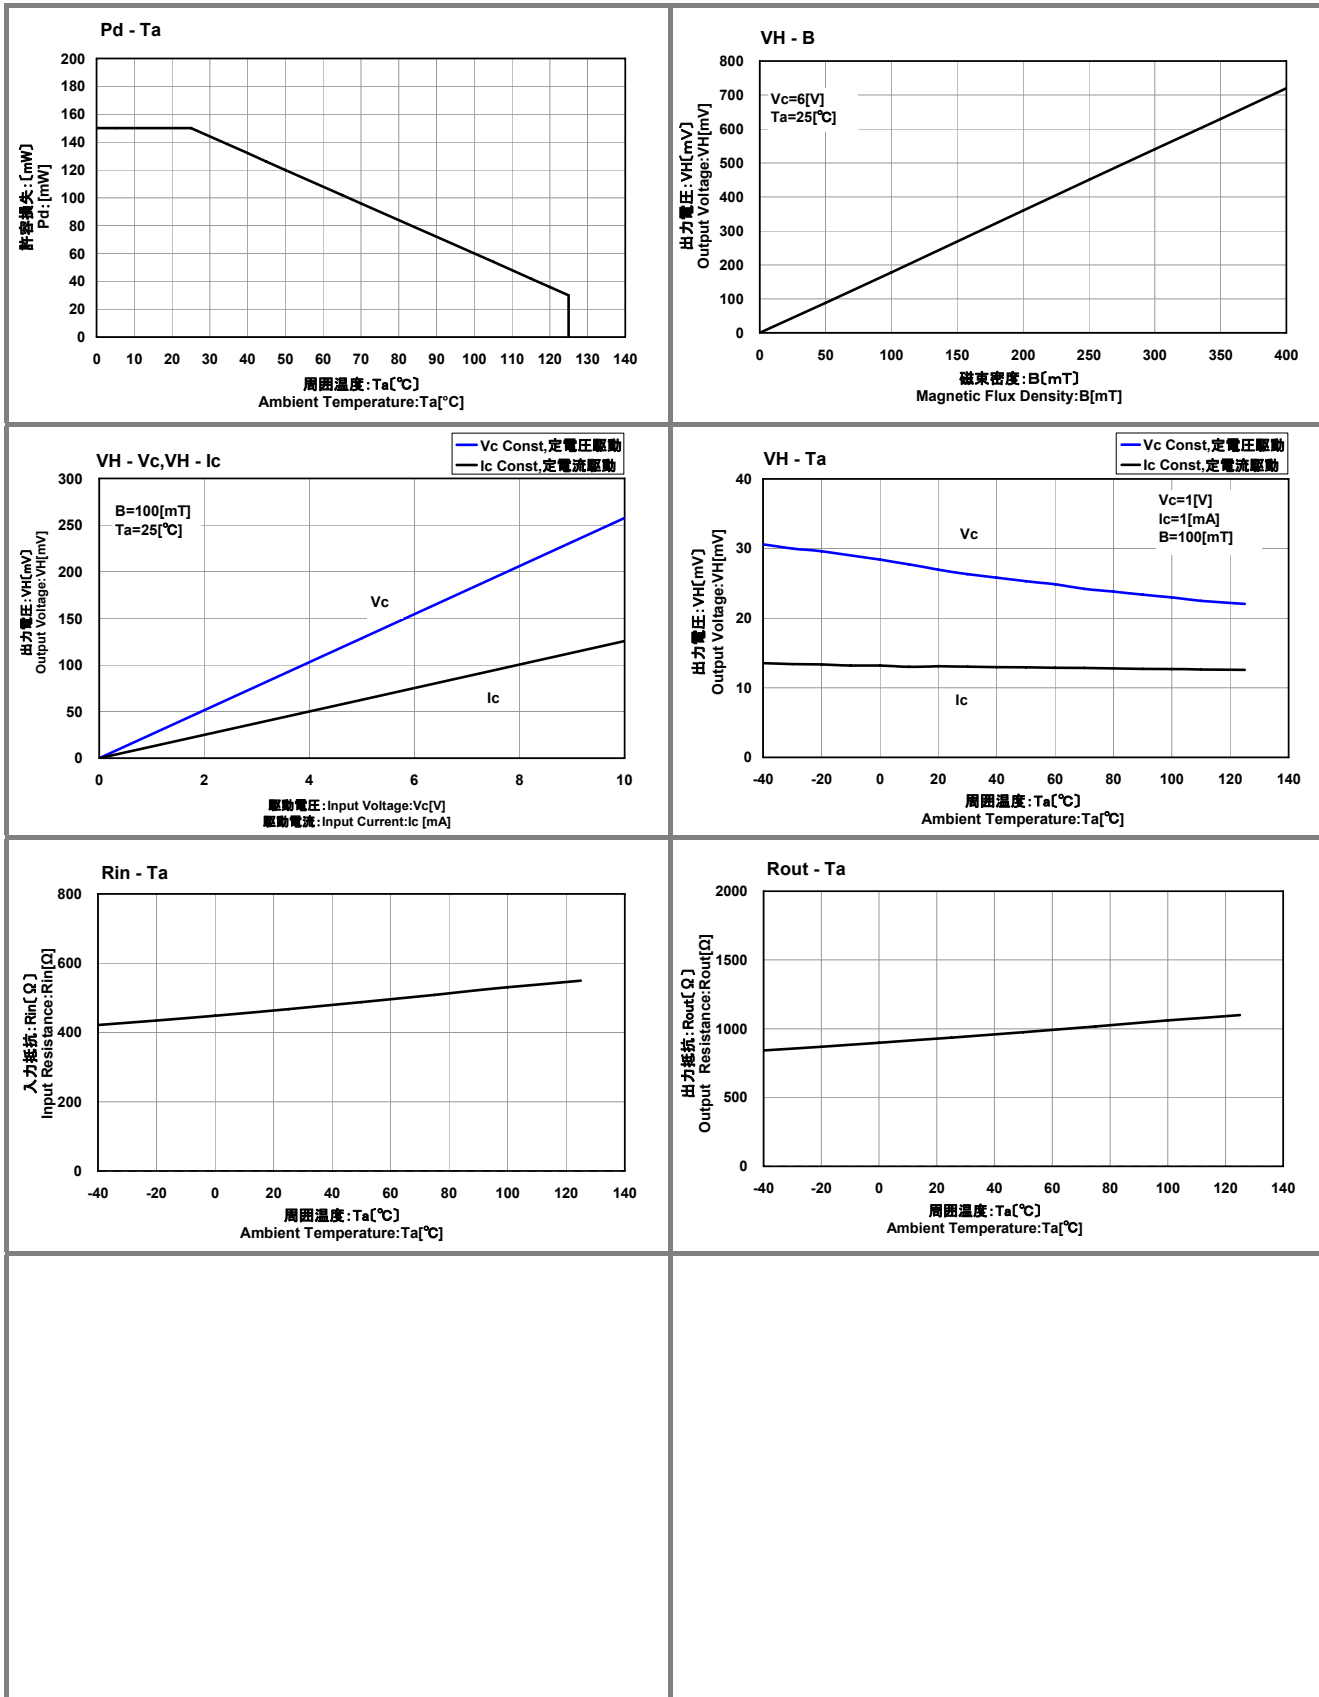 Pd - Ta
200
180
160
140
120
100
80
60
40
20
0
0 10 20 30 40 50 60 70 80 90 100 110 120 130 140
許容損失:〔mW〕
Pd:[mW]
周囲温度:Ta〔℃〕
Ambient Temperature:Ta[°C]
VH - B
Vc=6[V]
Ta=25[℃]
800
700
600
500
400
300
200
100
0
0 50 100 150 200 250 300 350 400
出力電圧:VH〔mV〕
Output Voltage:VH[mV]
磁束密度:B〔mT〕
Magnetic Flux Density:B[mT]
VH - Vc,VH - Ic
Vc Const,定電圧駆動
Ic Const,定電流駆動
B=100[mT]
Ta=25[℃]
300
250
200
150
100
50
0
Vc
Ic
0 2 4 6 8 10
出力電圧:VH〔mV〕
Output Voltage:VH[mV]
駆動電圧:Input Voltage:Vc[V]
駆動電流:Input Current:Ic [mA]
VH - Ta
Vc Const,定電圧駆動
Ic Const,定電流駆動
Vc=1[V]
Ic=1[mA]
B=100[mT]
40
30
20
10
0
Vc
Ic
-40 -20 0 20 40 60 80 100 120 140
出力電圧:VH〔mV〕
Output Voltage:VH[mV]
周囲温度:Ta〔℃〕
Ambient Temperature:Ta[℃]
Rin - Ta
800
600
400
200
0
-40 -20 0 20 40 60 80 100 120 140
入力抵抗:Rin〔Ω〕
Input Resistance:Rin[Ω]
周囲温度:Ta〔℃〕
Ambient Temperature:Ta[℃]
Rout - Ta
2000
1500
1000
500
0
-40 -20 0 20 40 60 80 100 120 140
出力抵抗:Rout〔Ω〕
Output Resistance:Rout[Ω]
周囲温度:Ta〔℃〕
Ambient Temperature:Ta[℃]